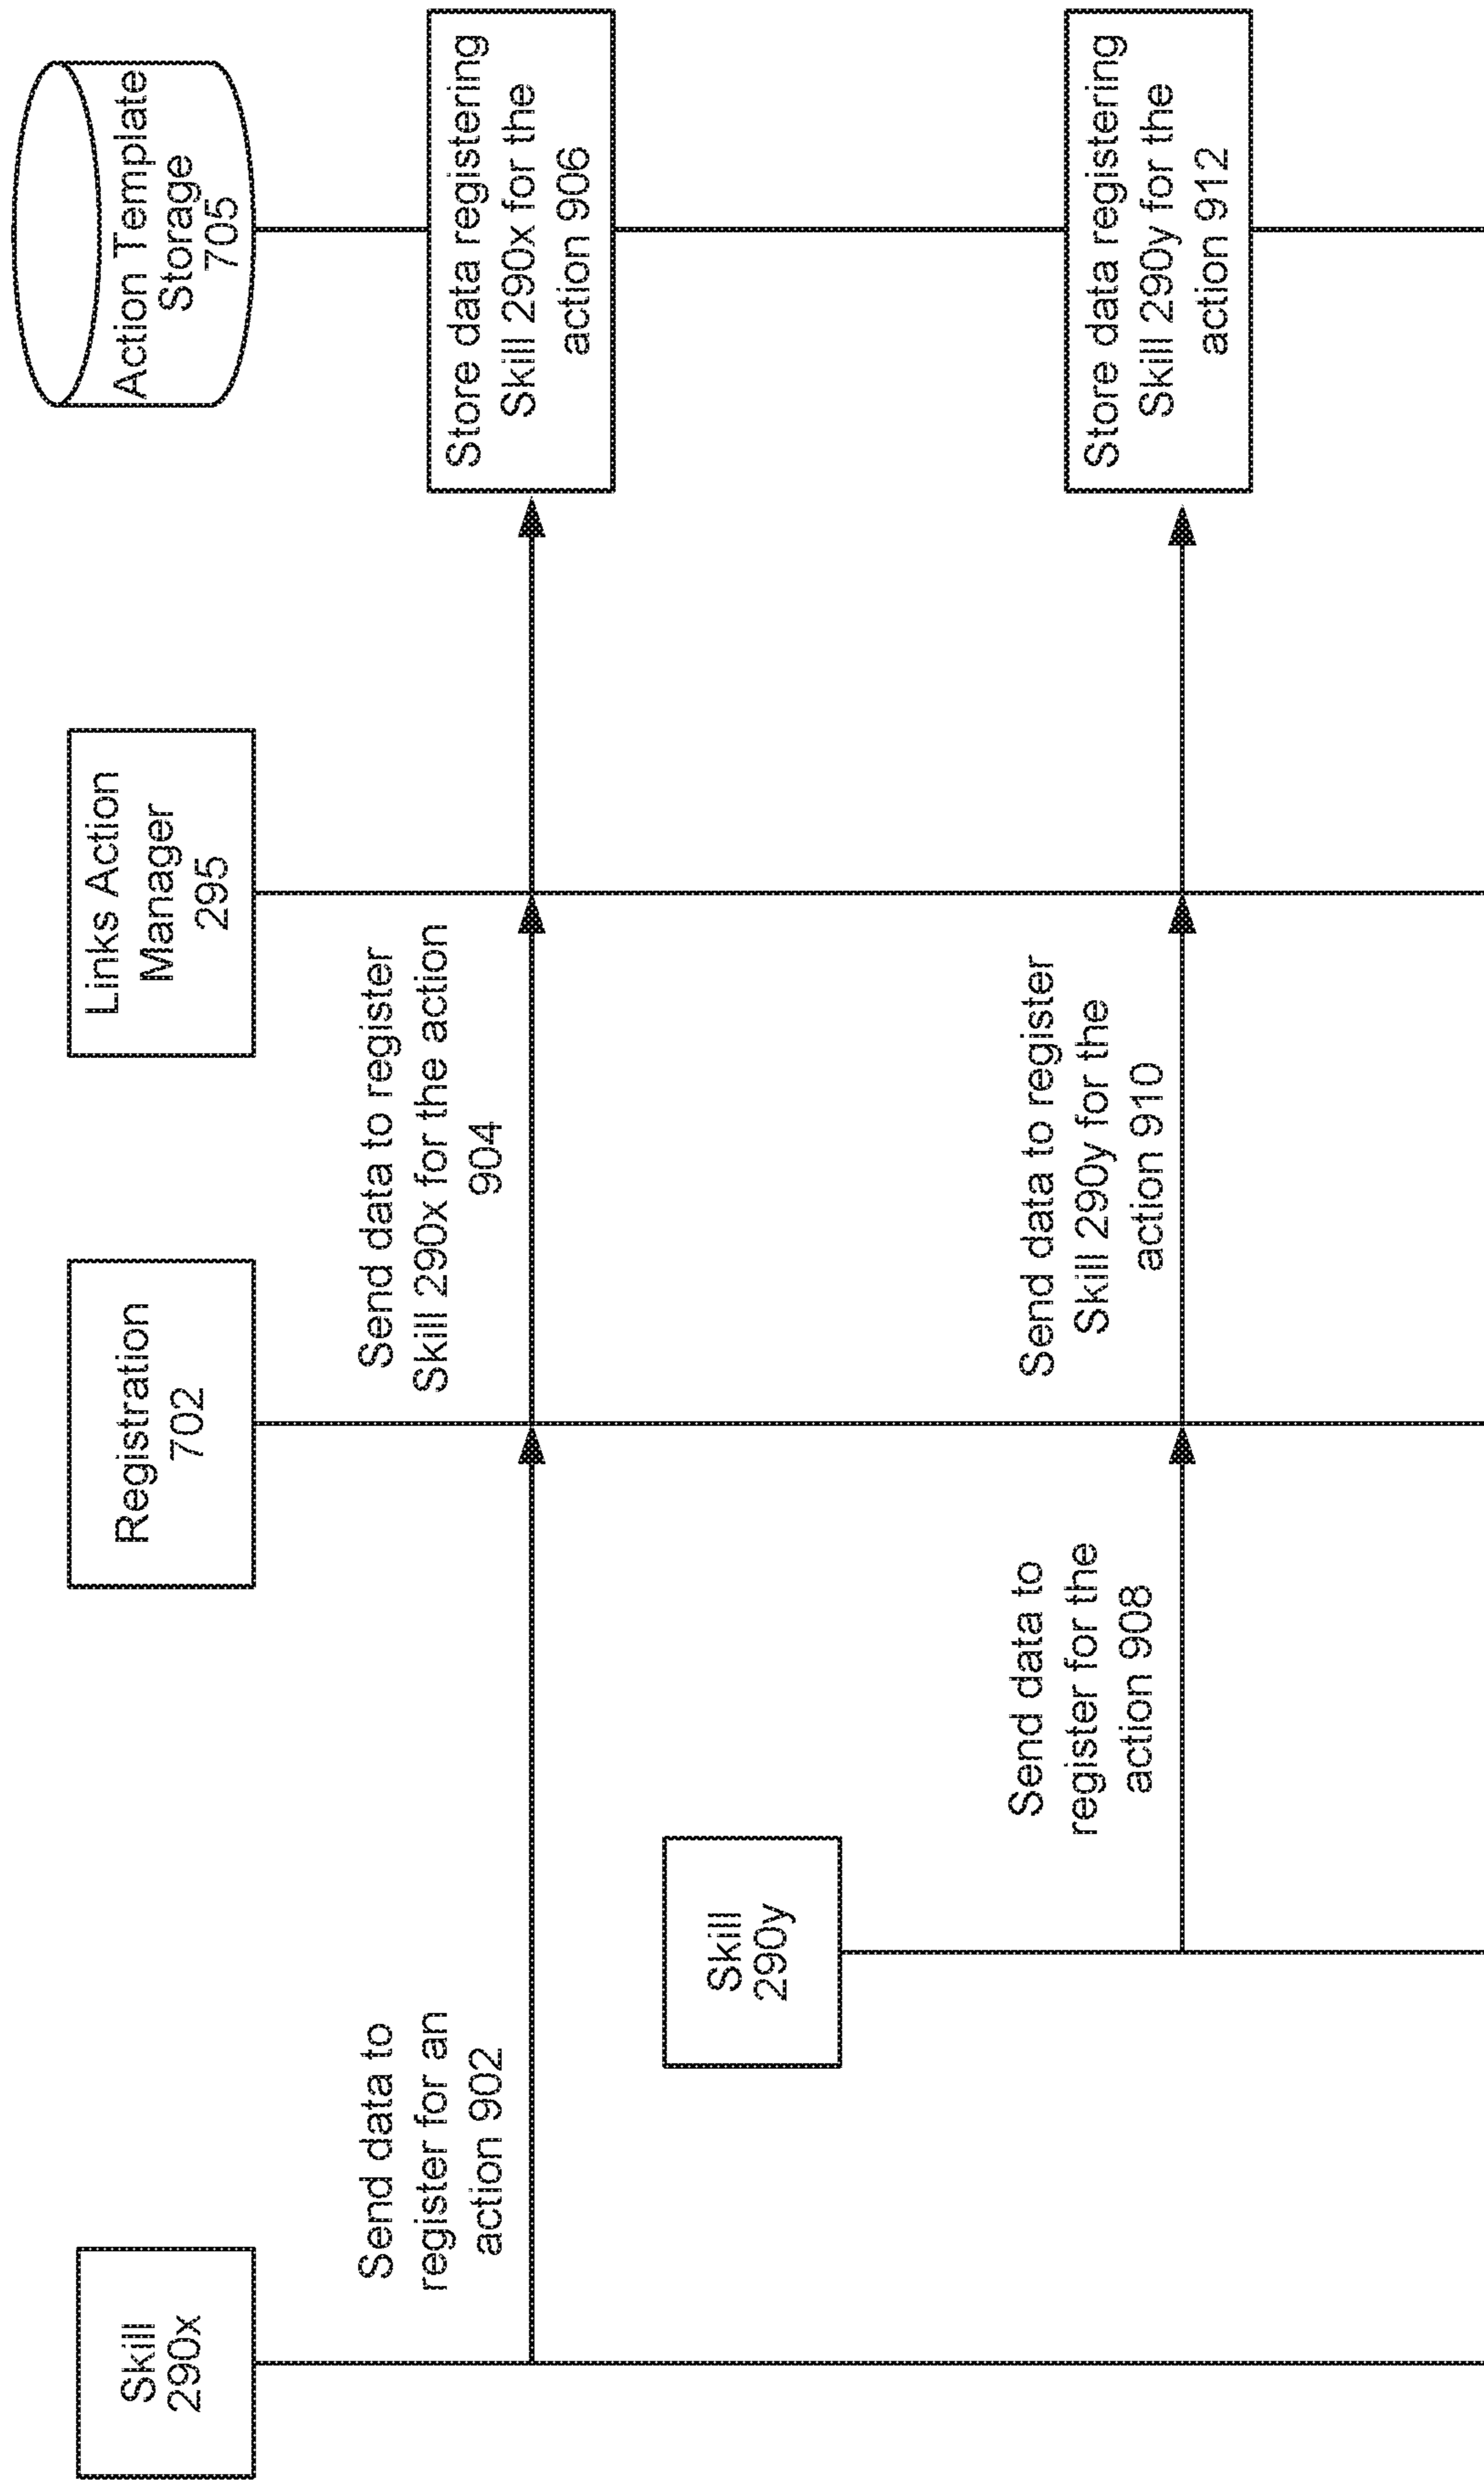 Skill
290x
Registration
702
Links Action
Manager
295
Action Template
Storage
705
Send data to
register for an
action 902
Send data to register
Skill 290x for the action
904
Store data registering
Skill 290x for the
action 906
Skill
290y
Send data to
register for the
action 908
Send data to register
Skill 290y for the
action 910
Store data registering
Skill 290y for the
action 912